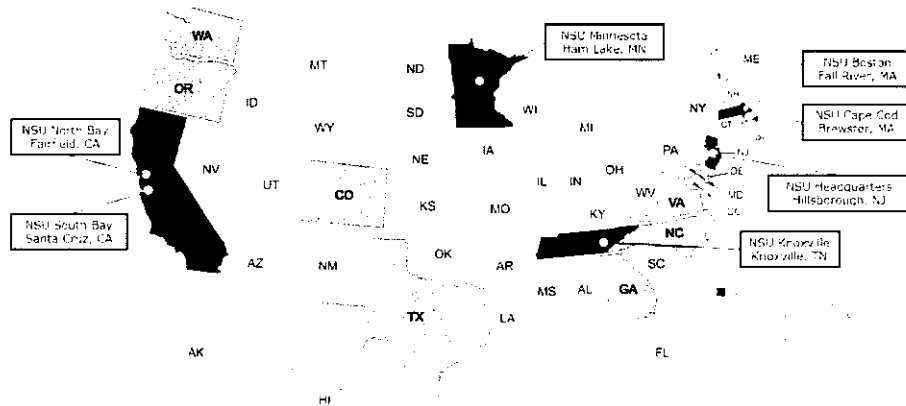 WA
MT
ND
NSU Minnesota
Ham Lake, MN
ME
NSU Boston
Fall River, MA
OR
ID
SD
WI
NY
NH
NSU Cape Cod
Brewster, MA
NSU North Bay
Fairfield, CA
WY
MI
CT
NV
NE
IA
PA
NJ
UT
CO
IL
IN
OH
WV
DE
MD
DC
VA
NSU Headquarters
Hillsborough, NJ
NSU South Bay
Santa Cruz, CA
KS
MO
KY
NC
NSU Knoxville
Knoxville, TN
AZ
NM
OK
AR
SC
MS
AL
GA
TX
LA
AK
FL
HI